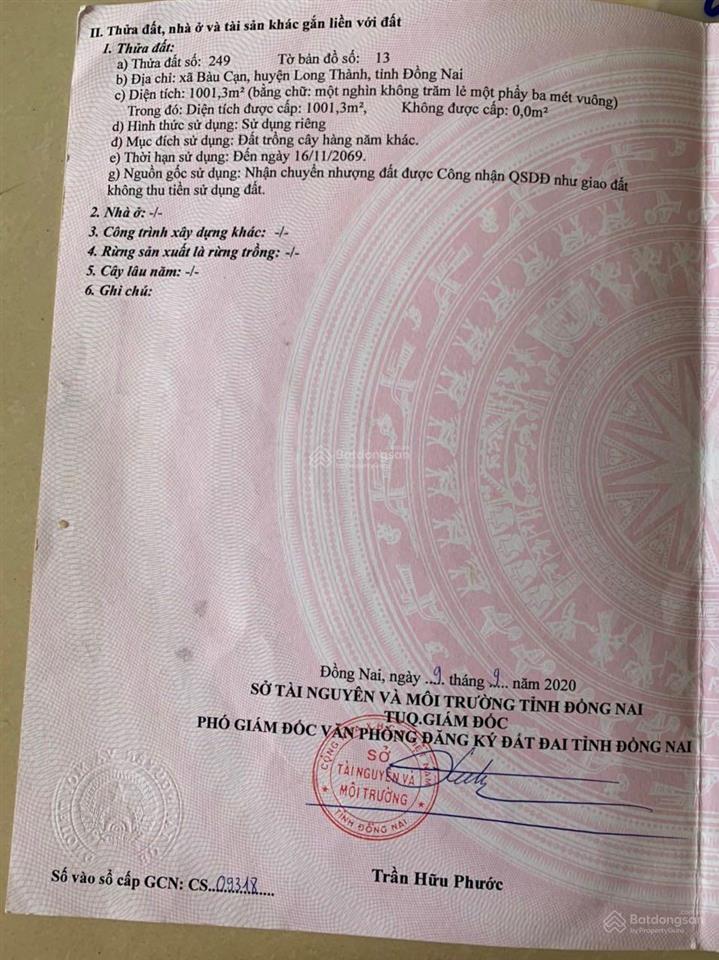 II. Thửa đất, nhà ở và tài sản khác gắn liền với đất
1. Thửa đất:
a) Thửa đất số: 249 Tờ bản đồ số: 13
b) Địa chỉ: xã Bàu Cạn, huyện Long Thành, tỉnh Đồng Nai
c) Diện tích: 1001,3m² (bằng chữ: một nghìn không trăm lẻ một phẩy ba mét vuông)
Trong đó: Diện tích được cấp: 1001,3m², Không được cấp: 0,0m²
d) Hình thức sử dụng: Sử dụng riêng
đ) Mục đích sử dụng: Đất trồng cây hàng năm khác.
e) Thời hạn sử dụng: Đến ngày 16/11/2069.
g) Nguồn gốc sử dụng: Nhận chuyển nhượng đất được Công nhận QSDĐ như giao đất
không thu tiền sử dụng đất.
2. Nhà ở: -/-
3. Công trình xây dựng khác: -/-
4. Rừng sản xuất là rừng trồng: -/-
5. Cây lâu năm: -/-
6. Ghi chú:
Batdongsan
by PropertyGuru
Đồng Nai, ngày ..9. tháng .9... năm 2020
SỞ TÀI NGUYÊN VÀ MÔI TRƯỜNG TỈNH ĐỒNG NAI
TUQ.GIÁM ĐỐC
PHÓ GIÁM ĐỐC VĂN PHÒNG ĐĂNG KÝ ĐẤT ĐAI TỈNH ĐỒNG NAI
SỞ
TÀI NGUYÊN VÀ
MÔI TRƯỜNG
TỈNH ĐỒNG NAI
Trần Hữu Phước
Số vào sổ cấp GCN: CS..09318....
Batdongsan
by PropertyGuru